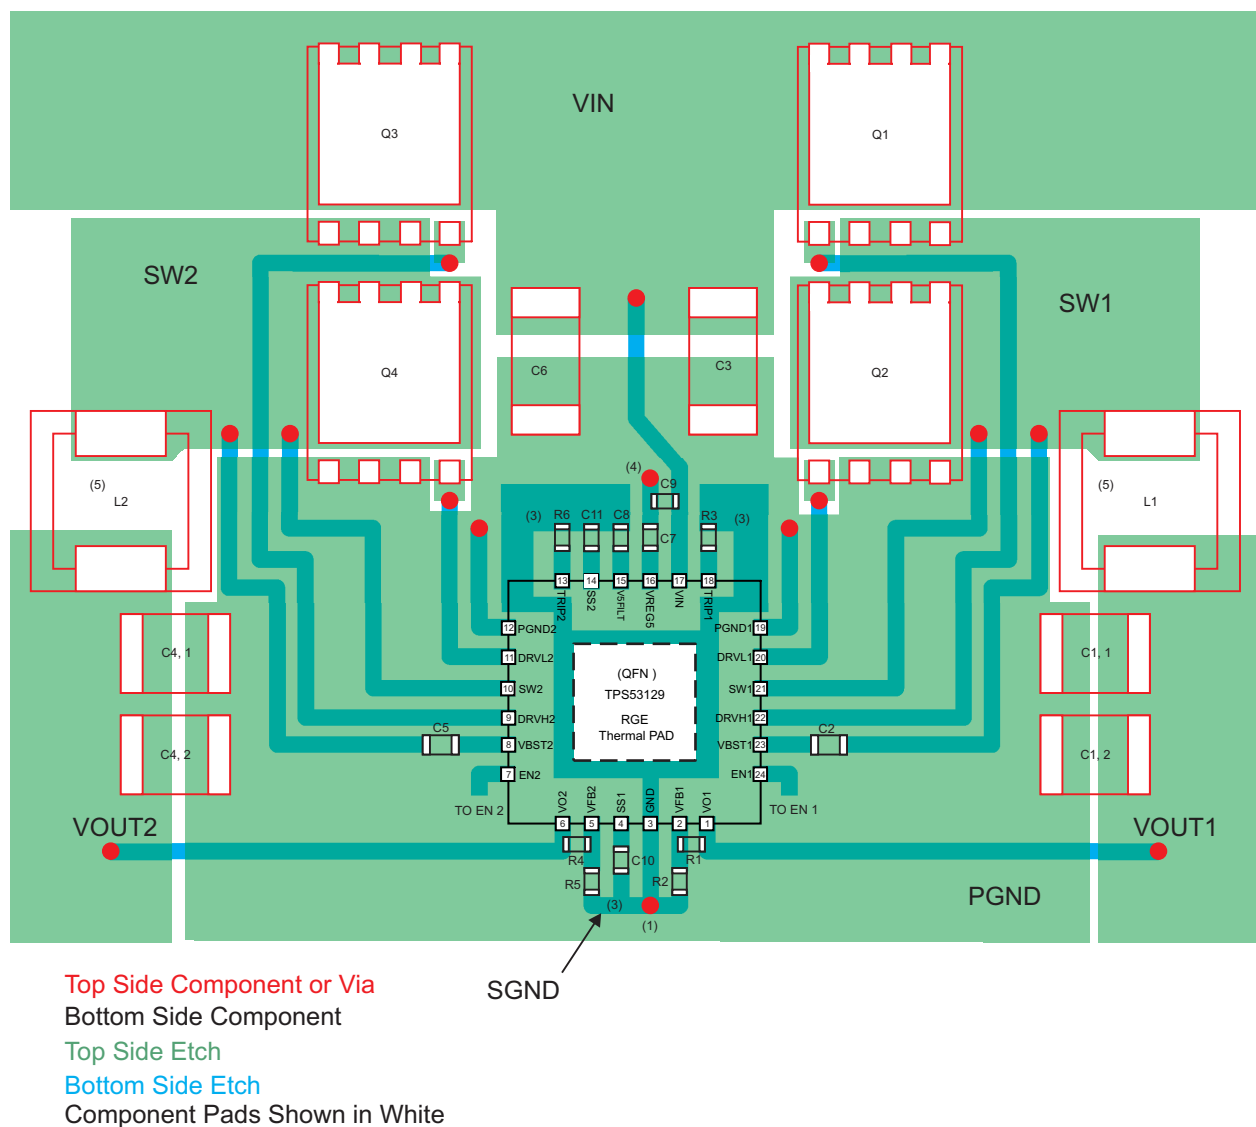 VIN
Q3
Q1
SW2
SW1
Q4
C6
C3
Q2
(5)
L2
(4)
C9
(5)
L1
(3)
R6
C11
C8
C7
R3
(3)
13
14
15
16
17
18
TRIP2
SS2
V5FILT
VREG5
VIN
TRIP1
12
PGND2
PGND1
19
11
DRVL2
DRVL1
20
10
SW2
SW1
21
9
DRVH2
DRVH1
22
8
VBST2
VBST1
23
7
EN2
EN1
24
(QFN )
TPS53129
RGE
Thermal PAD
C4, 1
C1, 1
C4, 2
C1, 2
C5
C2
TO EN 2
TO EN 1
VO2
VFB2
SS1
GND
VFB1
VO1
6
5
4
3
2
1
VOUT2
VOUT1
R4
R5
C10
R2
R1
(3)
(1)
PGND
SGND
Top Side Component or Via
Bottom Side Component
Top Side Etch
Bottom Side Etch
Component Pads Shown in White